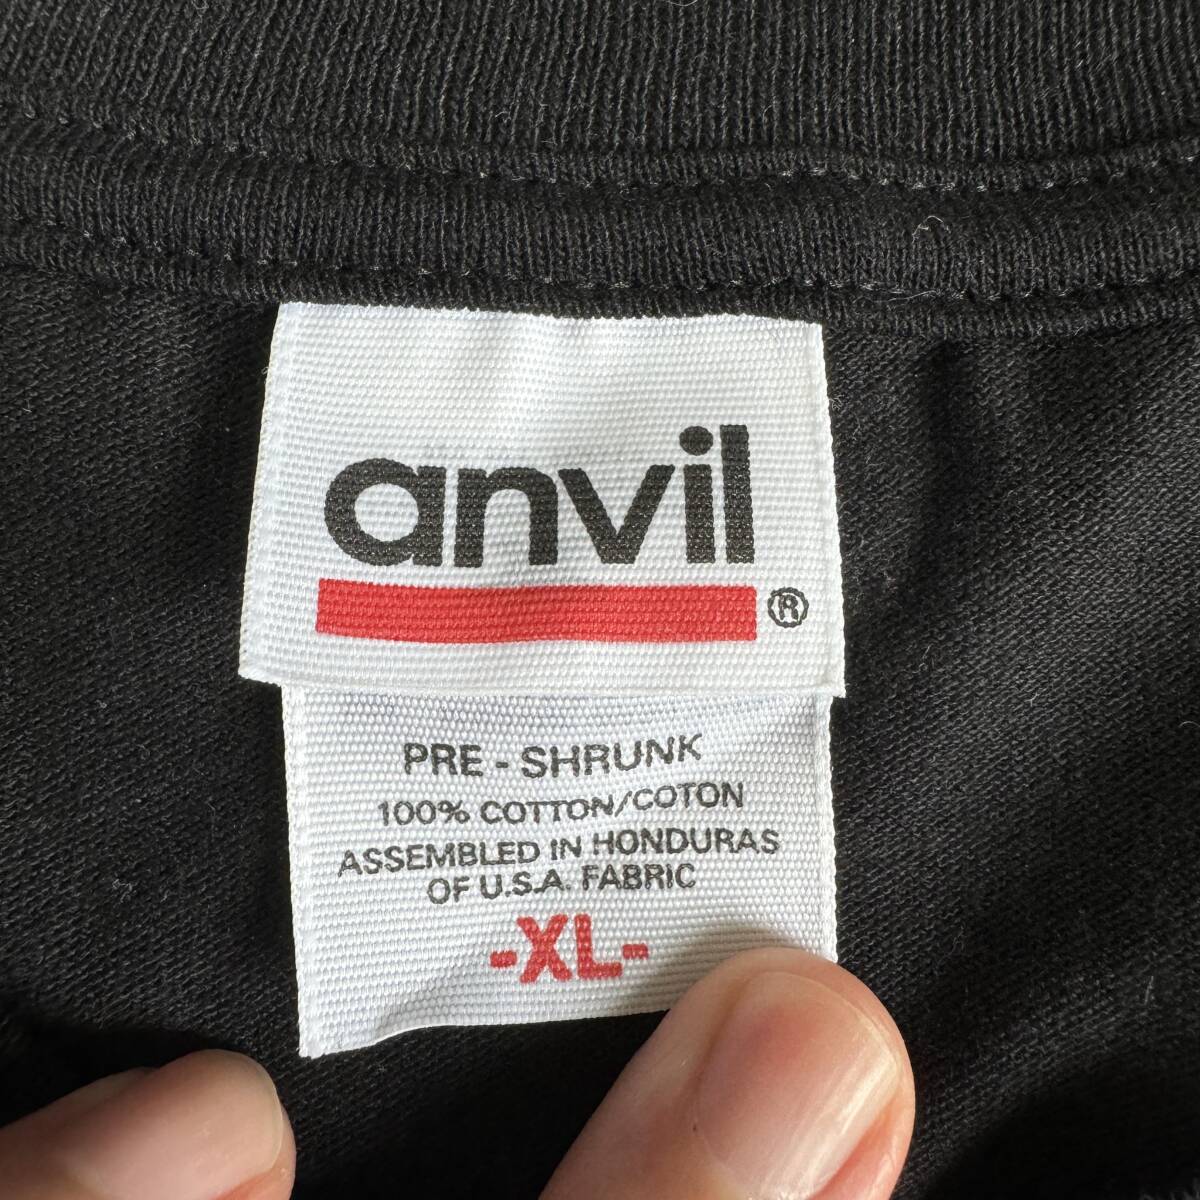 anvil
®
PRE - SHRUNK
100% COTTON/COTON
ASSEMBLED IN HONDURAS
OF U.S.A. FABRIC
-XL-